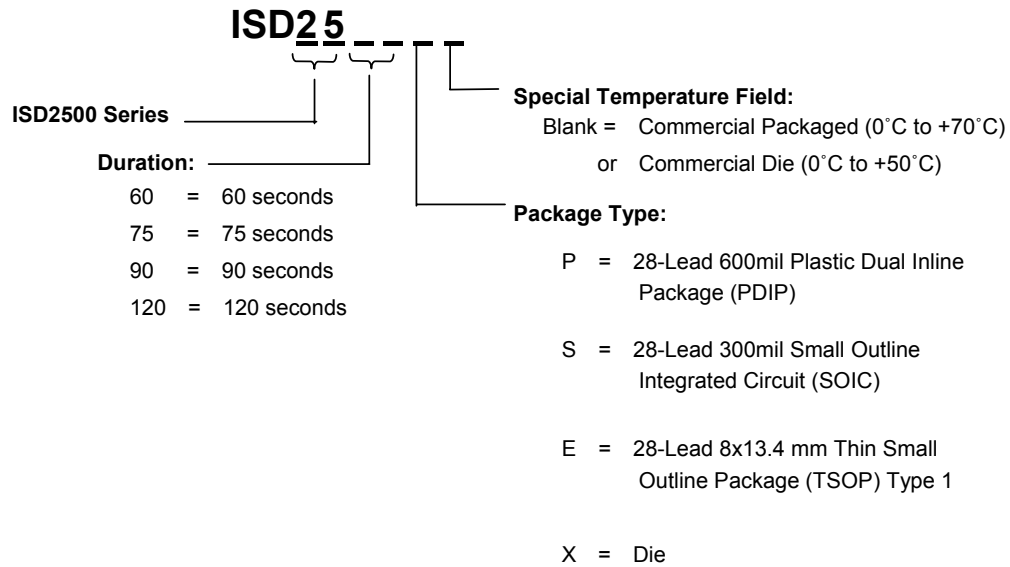 ISD25
ISD2500 Series
Duration:
60 = 60 seconds
75 = 75 seconds
90 = 90 seconds
120 = 120 seconds
Special Temperature Field:
Blank = Commercial Packaged (0˚C to +70˚C)
or Commercial Die (0˚C to +50˚C)
Package Type:
P = 28-Lead 600mil Plastic Dual Inline
Package (PDIP)
S = 28-Lead 300mil Small Outline
Integrated Circuit (SOIC)
E = 28-Lead 8x13.4 mm Thin Small
Outline Package (TSOP) Type 1
X = Die